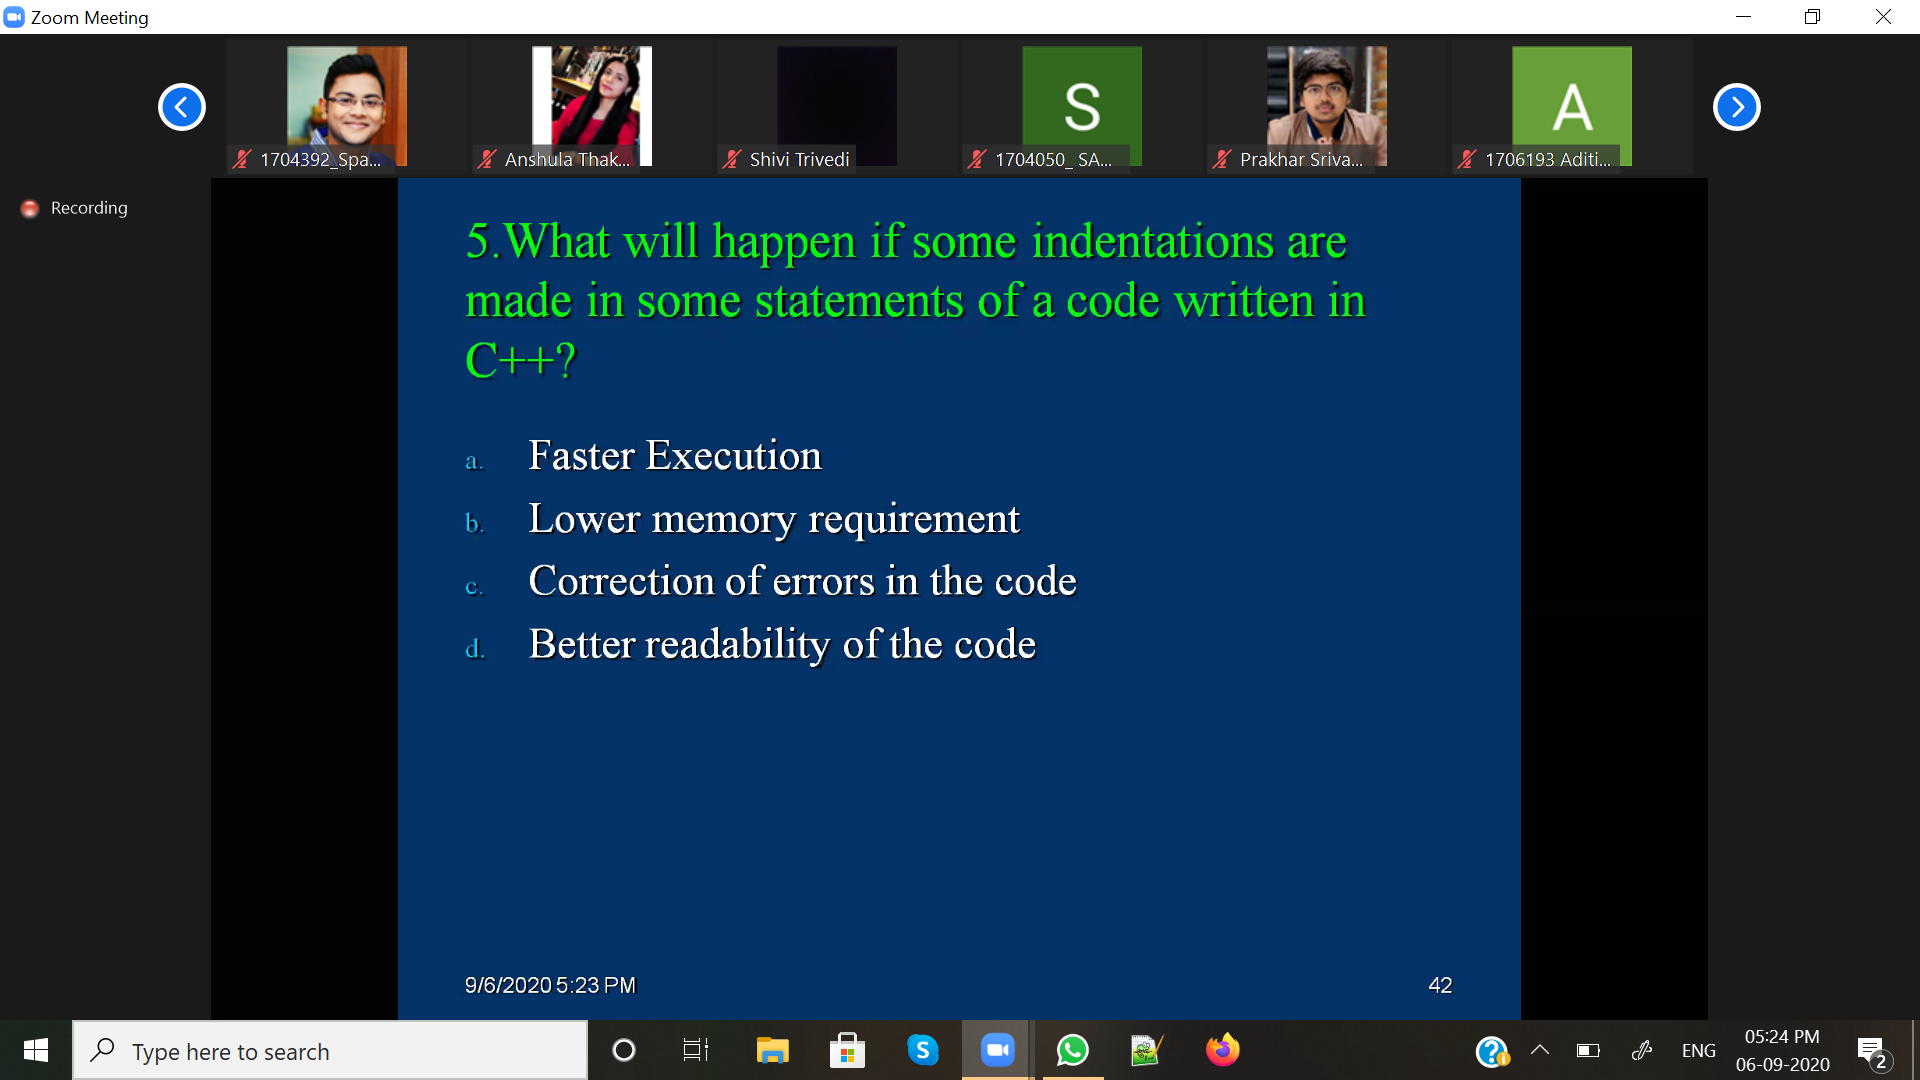 Zoom Meeting
S
A
1704392_Spa...
Anshula Thak...
Shivi Trivedi
1704050_ SA...
Prakhar Sriva...
1706193 Aditi...
Recording
5.What will happen if some indentations are
made in some statements of a code written in
C++?
a. Faster Execution
b. Lower memory requirement
c. Correction of errors in the code
d. Better readability of the code
9/6/2020 5:23 PM
42
Type here to search
S
ENG
05:24 PM
06-09-2020
2